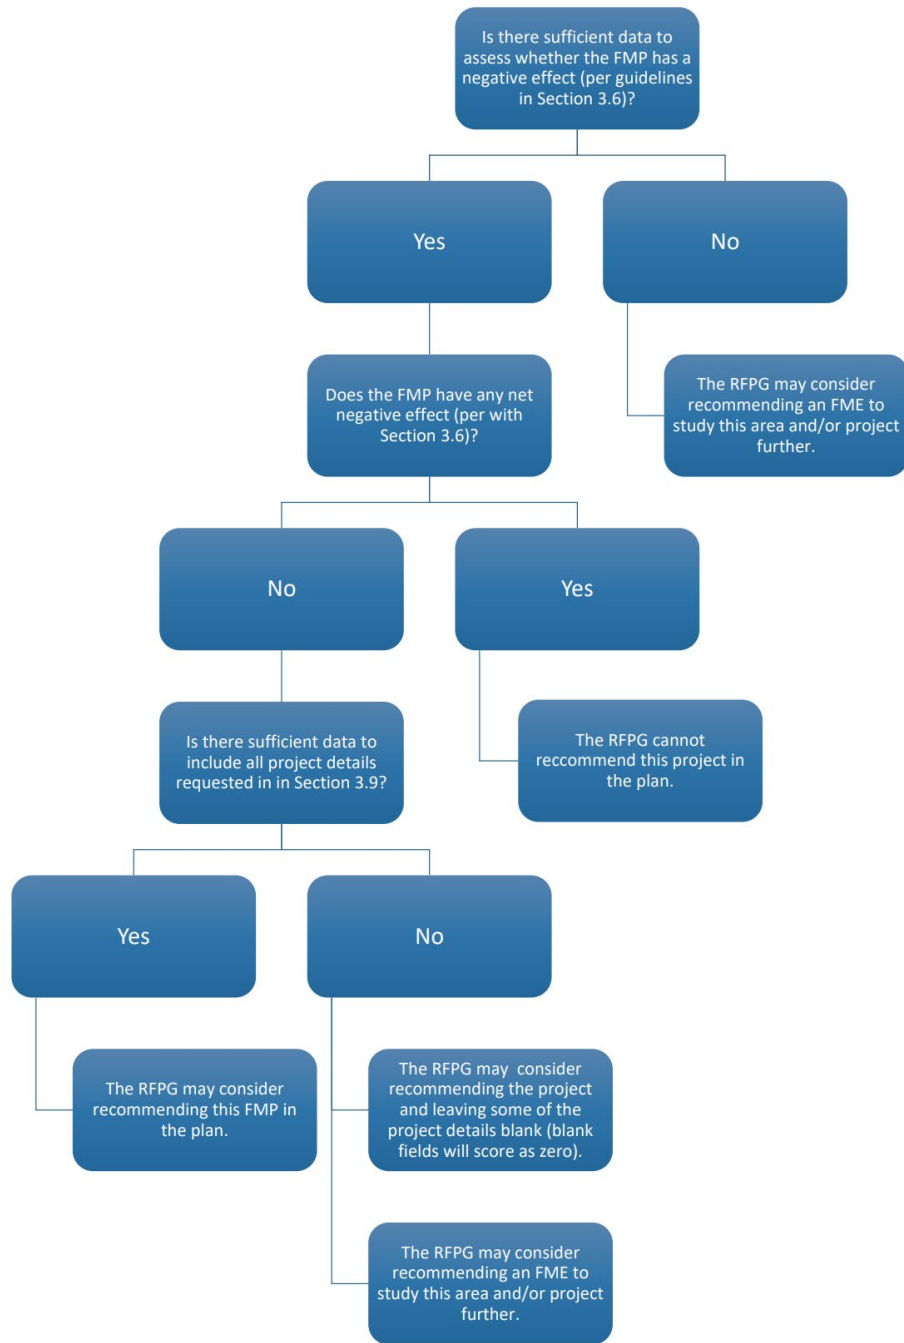 Is there sufficient data to
assess whether the FMP has a
negative effect (per guidelines
in Section 3.6)?
Yes
No
Does the FMP have any net
negative effect (per with
Section 3.6)?
The RFPG may consider
recommending an FME to
study this area and/or project
further.
No
Yes
Is there sufficient data to
include all project details
requested in in Section 3.9?
The RFPG cannot
reccommend this project in
the plan.
Yes
No
The RFPG may consider
recommending this FMP in
the plan.
The RFPG may  consider
recommending the project
and leaving some of the
project details blank (blank
fields will score as zero).
The RFPG may consider
recommending an FME to
study this area and/or project
further.